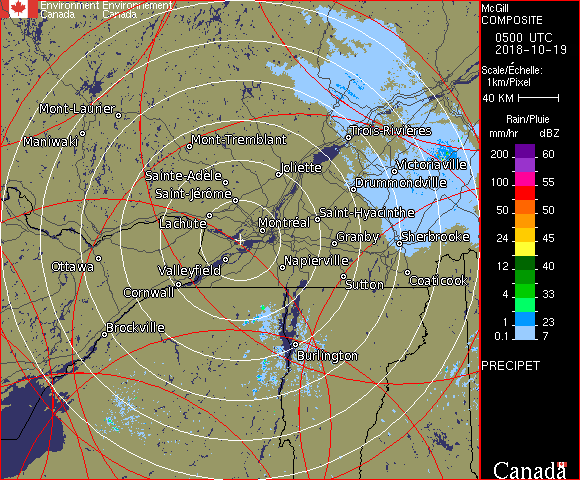 Environment Environnement
Canada Canada
Mont-Laurier
Maniwaki
Mont-Tremblant
Trois-Rivières
Sainte-Adèle
Joliette
Victoriaville
Saint-Jérôme
Drummondville
Lachute
Montréal
Saint-Hyacinthe
Granby
Sherbrooke
Ottawa
Valleyfield
Napierville
Sutton
Coaticook
Cornwall
Brockville
Burlington
McGill
COMPOSITE
0500 UTC
2018-10-19
Scale/Échelle:
1km/Pixel
40 KM
Rain/Pluie
mm/hr dBZ
200 60
100 55
50 50
24 45
12 40
4 33
1 23
0.1 7
PRECIPET
Canada